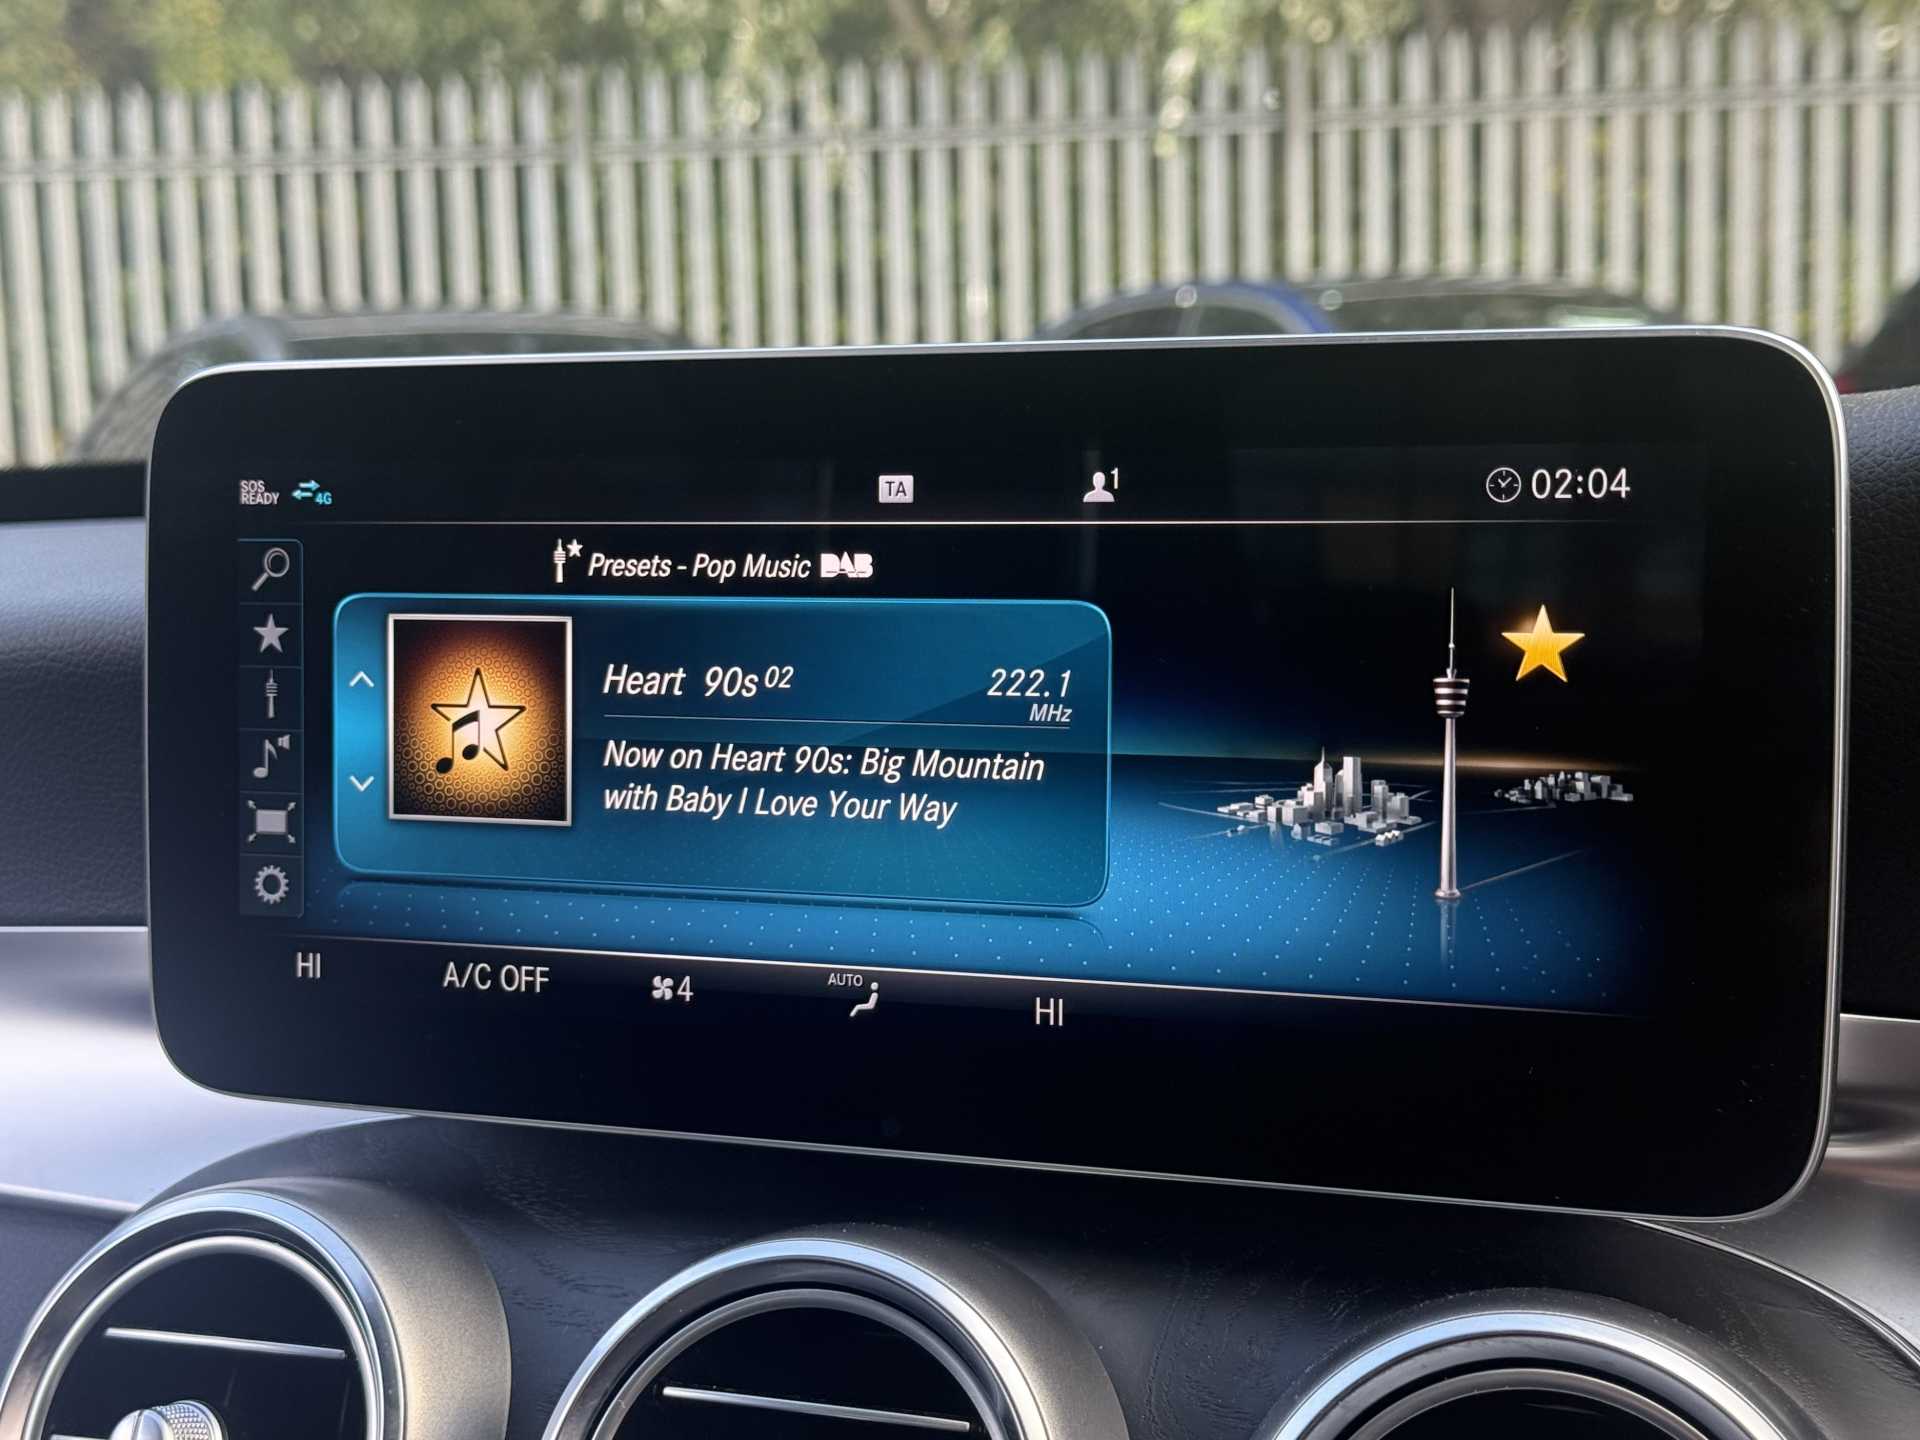 SOS
READY
4G
TA
1
02:04
Presets - Pop Music DAB
Heart 90s 02
222.1
MHz
Now on Heart 90s: Big Mountain
with Baby I Love Your Way
HI
A/C OFF
4
AUTO
HI